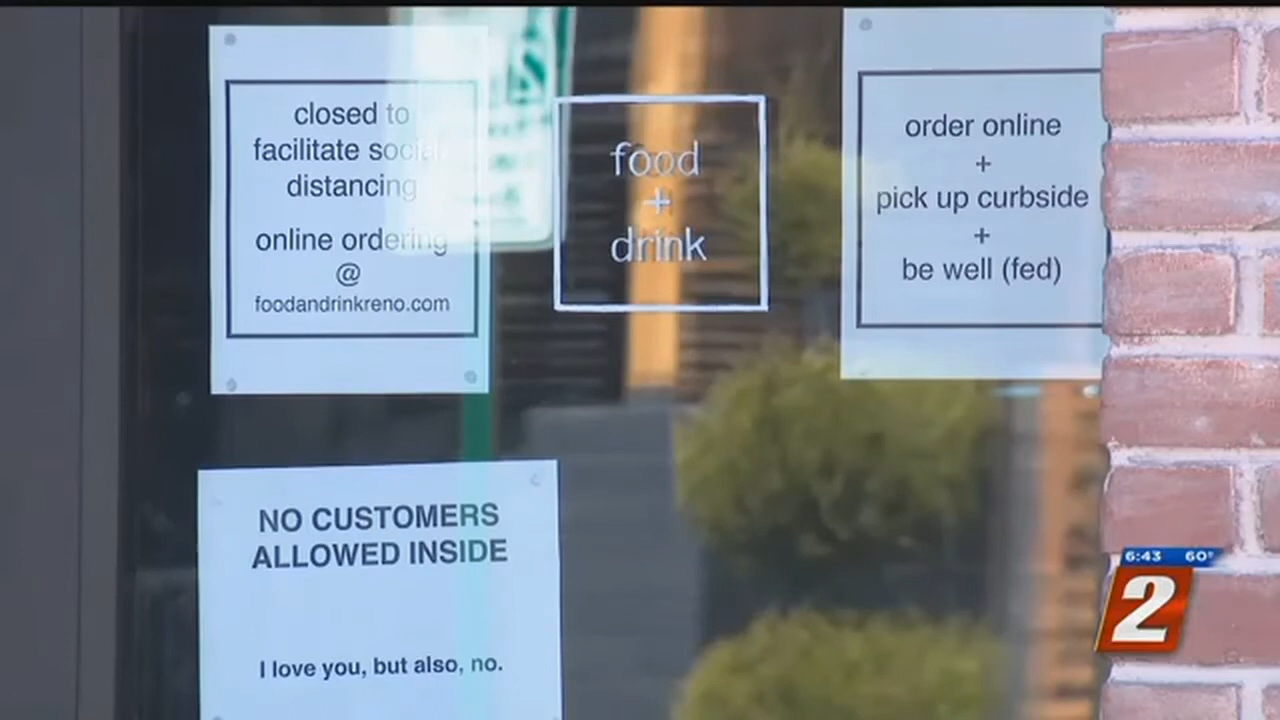 closed to
facilitate social
distancing
online ordering
@
foodandrinkreno.com
food
+
drink
order online
+
pick up curbside
+
be well (fed)
NO CUSTOMERS
ALLOWED INSIDE
I love you, but also, no.
6:43 60°
2